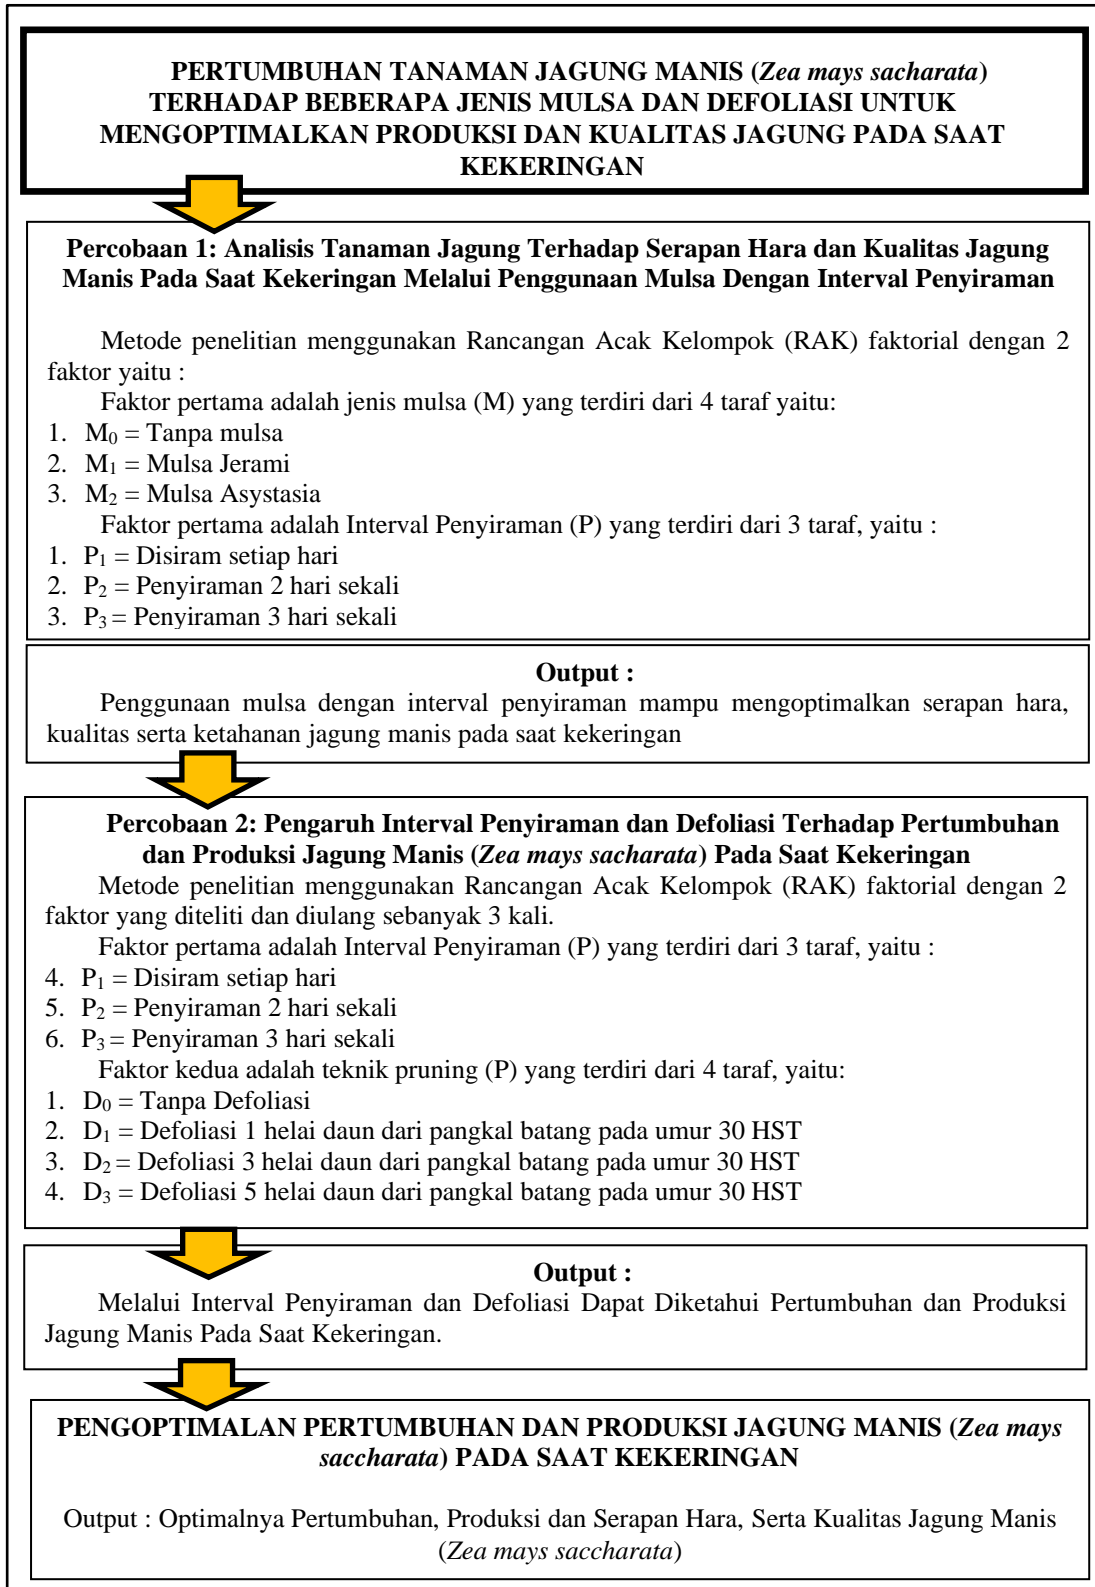 PERTUMBUHAN TANAMAN JAGUNG MANIS (Zea mays sacharata)
TERHADAP BEBERAPA JENIS MULSA DAN DEFOLIASI UNTUK
MENGOPTIMALKAN PRODUKSI DAN KUALITAS JAGUNG PADA SAAT
KEKERINGAN
Percobaan 1: Analisis Tanaman Jagung Terhadap Serapan Hara dan Kualitas Jagung
Manis Pada Saat Kekeringan Melalui Penggunaan Mulsa Dengan Interval Penyiraman
Metode penelitian menggunakan Rancangan Acak Kelompok (RAK) faktorial dengan 2
faktor yaitu :
Faktor pertama adalah jenis mulsa (M) yang terdiri dari 4 taraf yaitu:
1. M₀ = Tanpa mulsa
2. M₁ = Mulsa Jerami
3. M₂ = Mulsa Asystasia
Faktor pertama adalah Interval Penyiraman (P) yang terdiri dari 3 taraf, yaitu :
1. P₁ = Disiram setiap hari
2. P₂ = Penyiraman 2 hari sekali
3. P₃ = Penyiraman 3 hari sekali
Output :
Penggunaan mulsa dengan interval penyiraman mampu mengoptimalkan serapan hara,
kualitas serta ketahanan jagung manis pada saat kekeringan
Percobaan 2: Pengaruh Interval Penyiraman dan Defoliasi Terhadap Pertumbuhan
dan Produksi Jagung Manis (Zea mays sacharata) Pada Saat Kekeringan
Metode penelitian menggunakan Rancangan Acak Kelompok (RAK) faktorial dengan 2
faktor yang diteliti dan diulang sebanyak 3 kali.
Faktor pertama adalah Interval Penyiraman (P) yang terdiri dari 3 taraf, yaitu :
4. P₁ = Disiram setiap hari
5. P₂ = Penyiraman 2 hari sekali
6. P₃ = Penyiraman 3 hari sekali
Faktor kedua adalah teknik pruning (P) yang terdiri dari 4 taraf, yaitu:
1. D₀ = Tanpa Defoliasi
2. D₁ = Defoliasi 1 helai daun dari pangkal batang pada umur 30 HST
3. D₂ = Defoliasi 3 helai daun dari pangkal batang pada umur 30 HST
4. D₃ = Defoliasi 5 helai daun dari pangkal batang pada umur 30 HST
Output :
Melalui Interval Penyiraman dan Defoliasi Dapat Diketahui Pertumbuhan dan Produksi
Jagung Manis Pada Saat Kekeringan.
PENGOPTIMALAN PERTUMBUHAN DAN PRODUKSI JAGUNG MANIS (Zea mays
saccharata) PADA SAAT KEKERINGAN
Output : Optimalnya Pertumbuhan, Produksi dan Serapan Hara, Serta Kualitas Jagung Manis
(Zea mays saccharata)